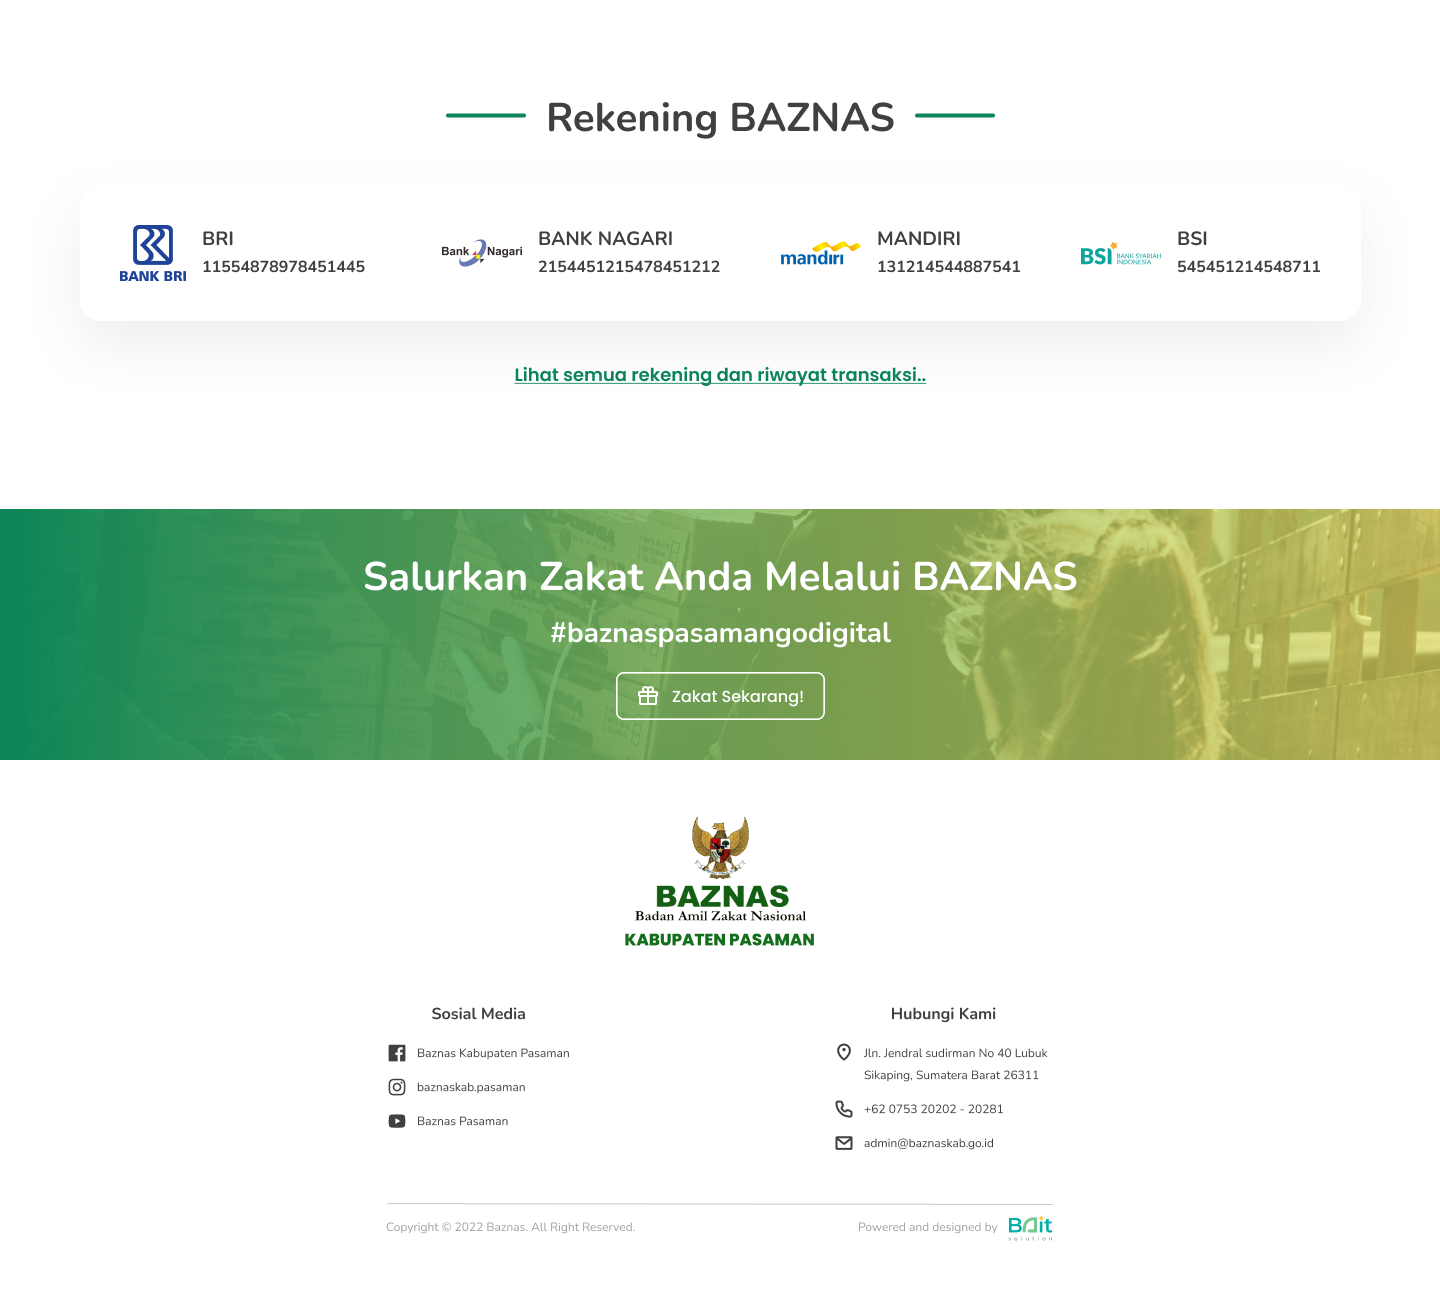 Rekening BAZNAS
BANK BRI
BRI
11554878978451445
Bank Nagari
BANK NAGARI
2154451215478451212
mandiri
MANDIRI
131214544887541
BSI BANK SYARIAH INDONESIA
BSI
545451214548711
Lihat semua rekening dan riwayat transaksi..
Salurkan Zakat Anda Melalui BAZNAS
#baznaspasamangodigital
Zakat Sekarang!
BAZNAS
Badan Amil Zakat Nasional
KABUPATEN PASAMAN
Sosial Media
Baznas Kabupaten Pasaman
baznaskab.pasaman
Baznas Pasaman
Hubungi Kami
Jln. Jendral sudirman No 40 Lubuk
Sikaping, Sumatera Barat 26311
+62 0753 20202 - 20281
admin@baznaskab.go.id
Copyright © 2022 Baznas. All Right Reserved.
Powered and designed by
Bait
solution